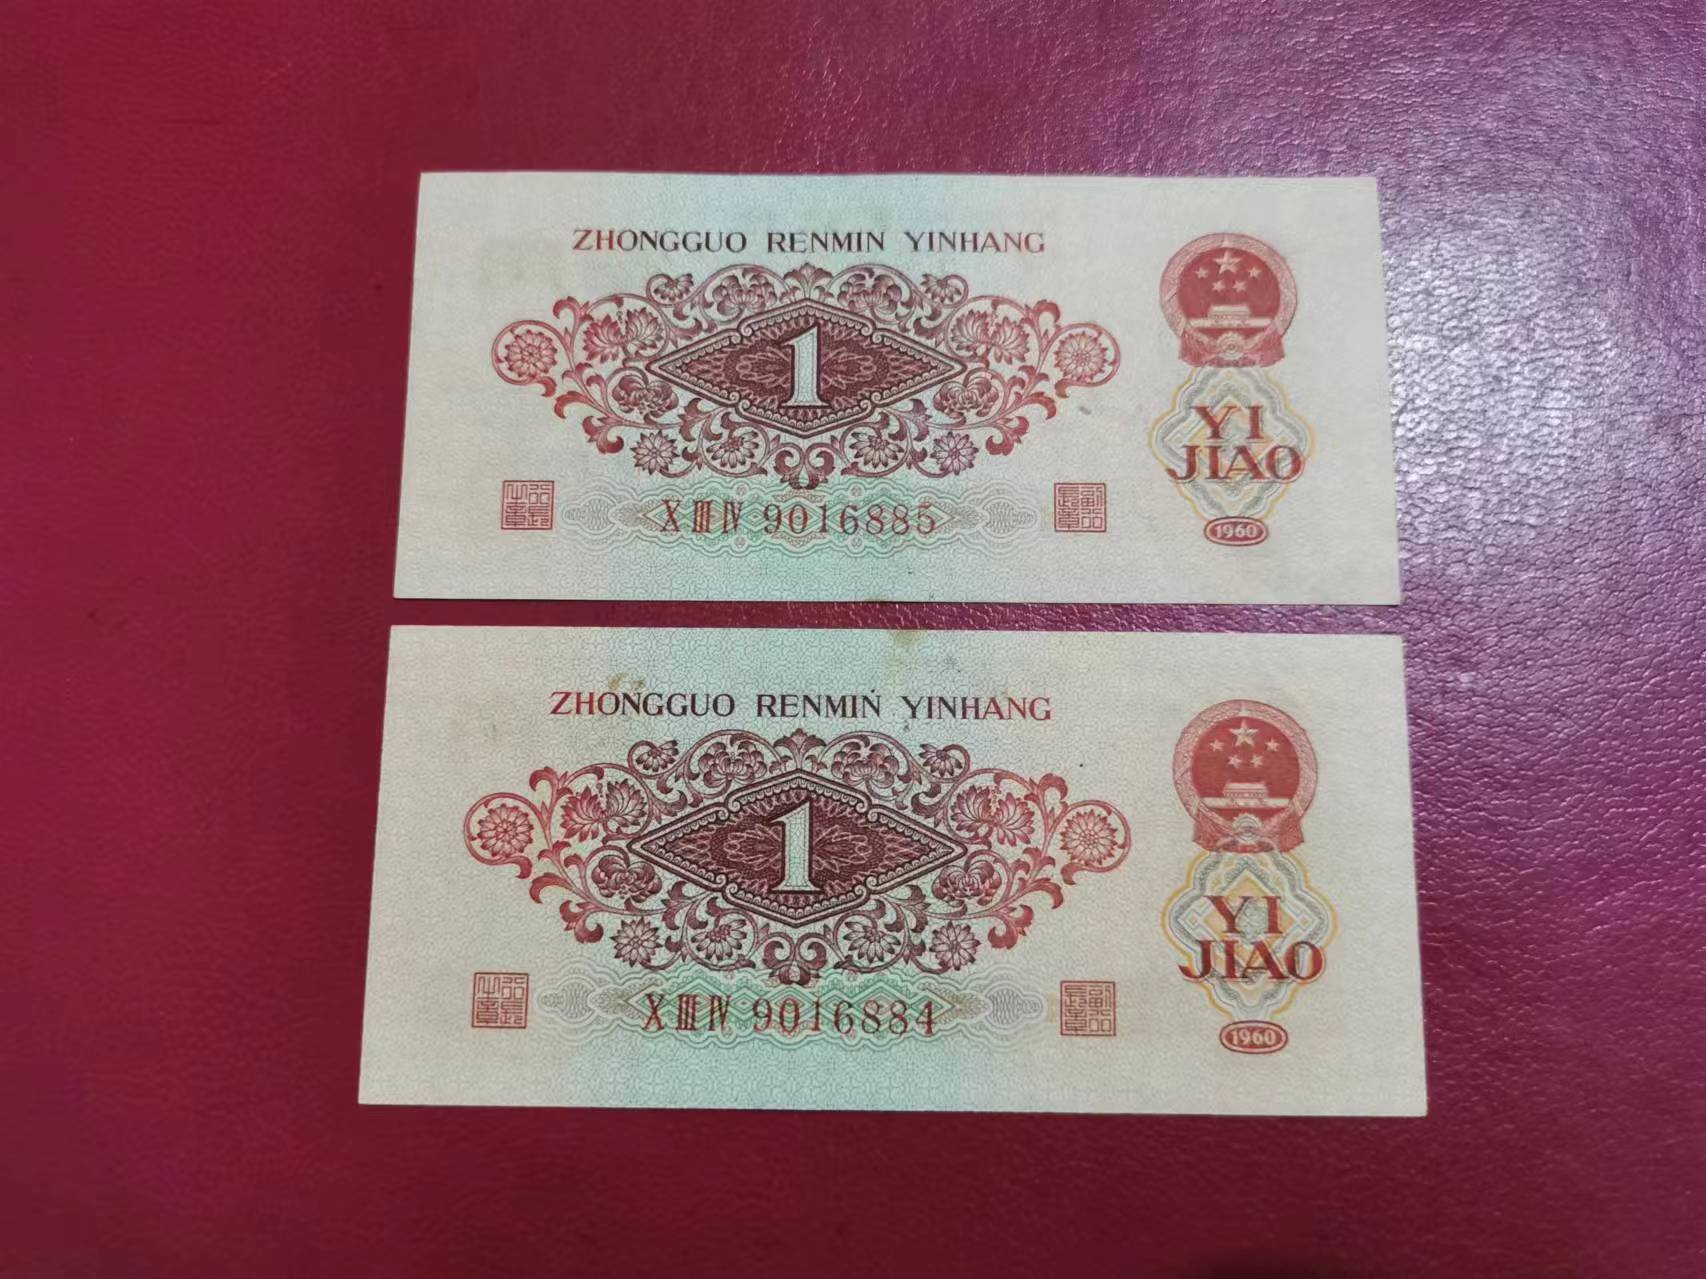 ZHONGGUO RENMIN YINHANG
1
YI
JIAO
X III IV 9016885
1960
ZHONGGUO RENMIN YINHANG
1
YI
JIAO
X III IV 9016884
1960